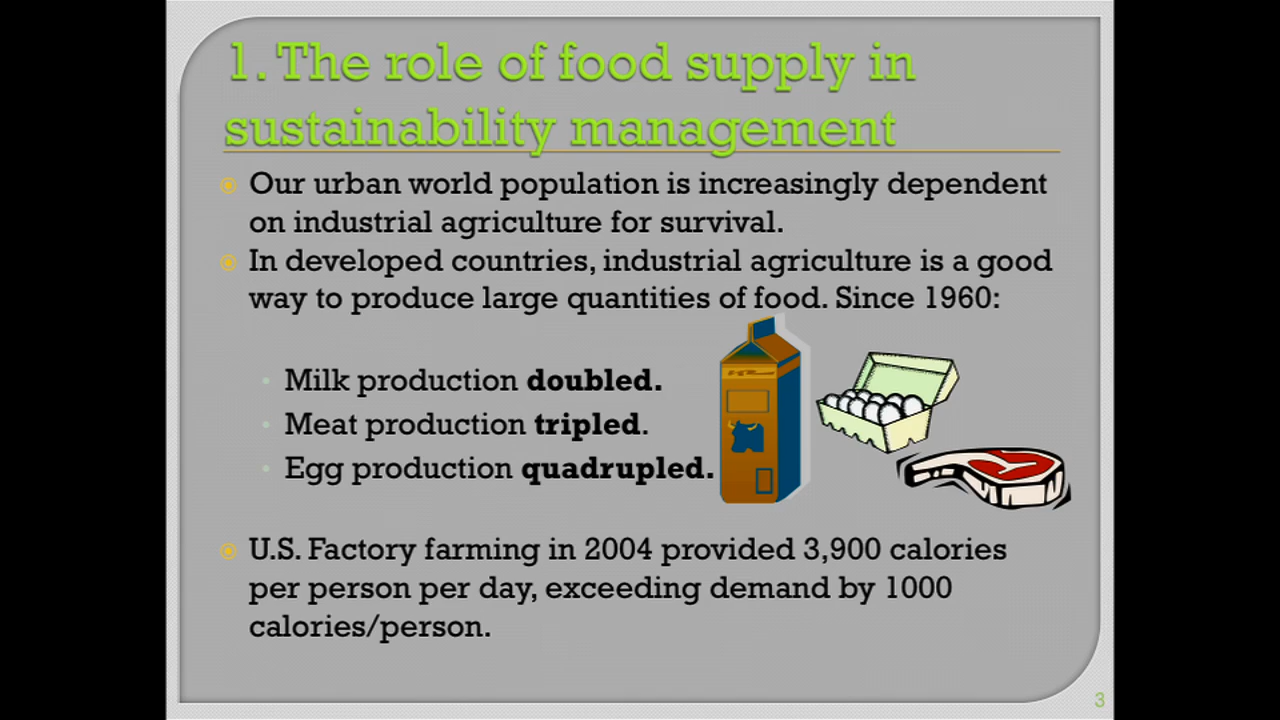 1. The role of food supply in
sustainability management
Our urban world population is increasingly dependent
on industrial agriculture for survival.
In developed countries, industrial agriculture is a good
way to produce large quantities of food. Since 1960:
Milk production doubled.
Meat production tripled.
Egg production quadrupled.
U.S. Factory farming in 2004 provided 3,900 calories
per person per day, exceeding demand by 1000
calories/person.
3